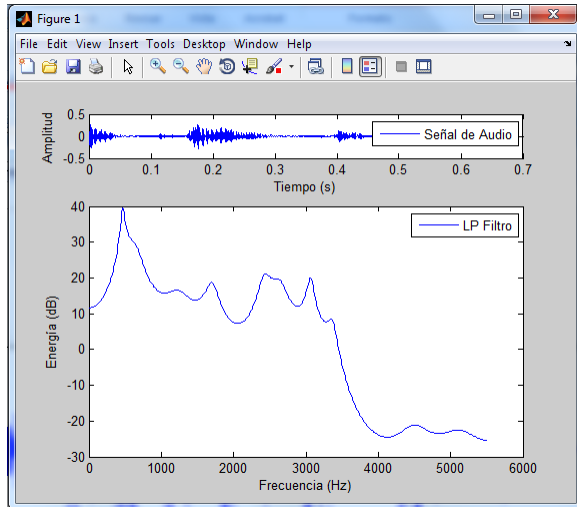 Figure 1
File Edit View Insert Tools Desktop Window Help
0.5
0
-0.5
Amplitud
Señal de Audio
0 0.1 0.2 0.3 0.4 0.5 0.6 0.7
Tiempo (s)
40
30
20
10
0
-10
-20
-30
Energía (dB)
LP Filtro
0 1000 2000 3000 4000 5000 6000
Frecuencia (Hz)